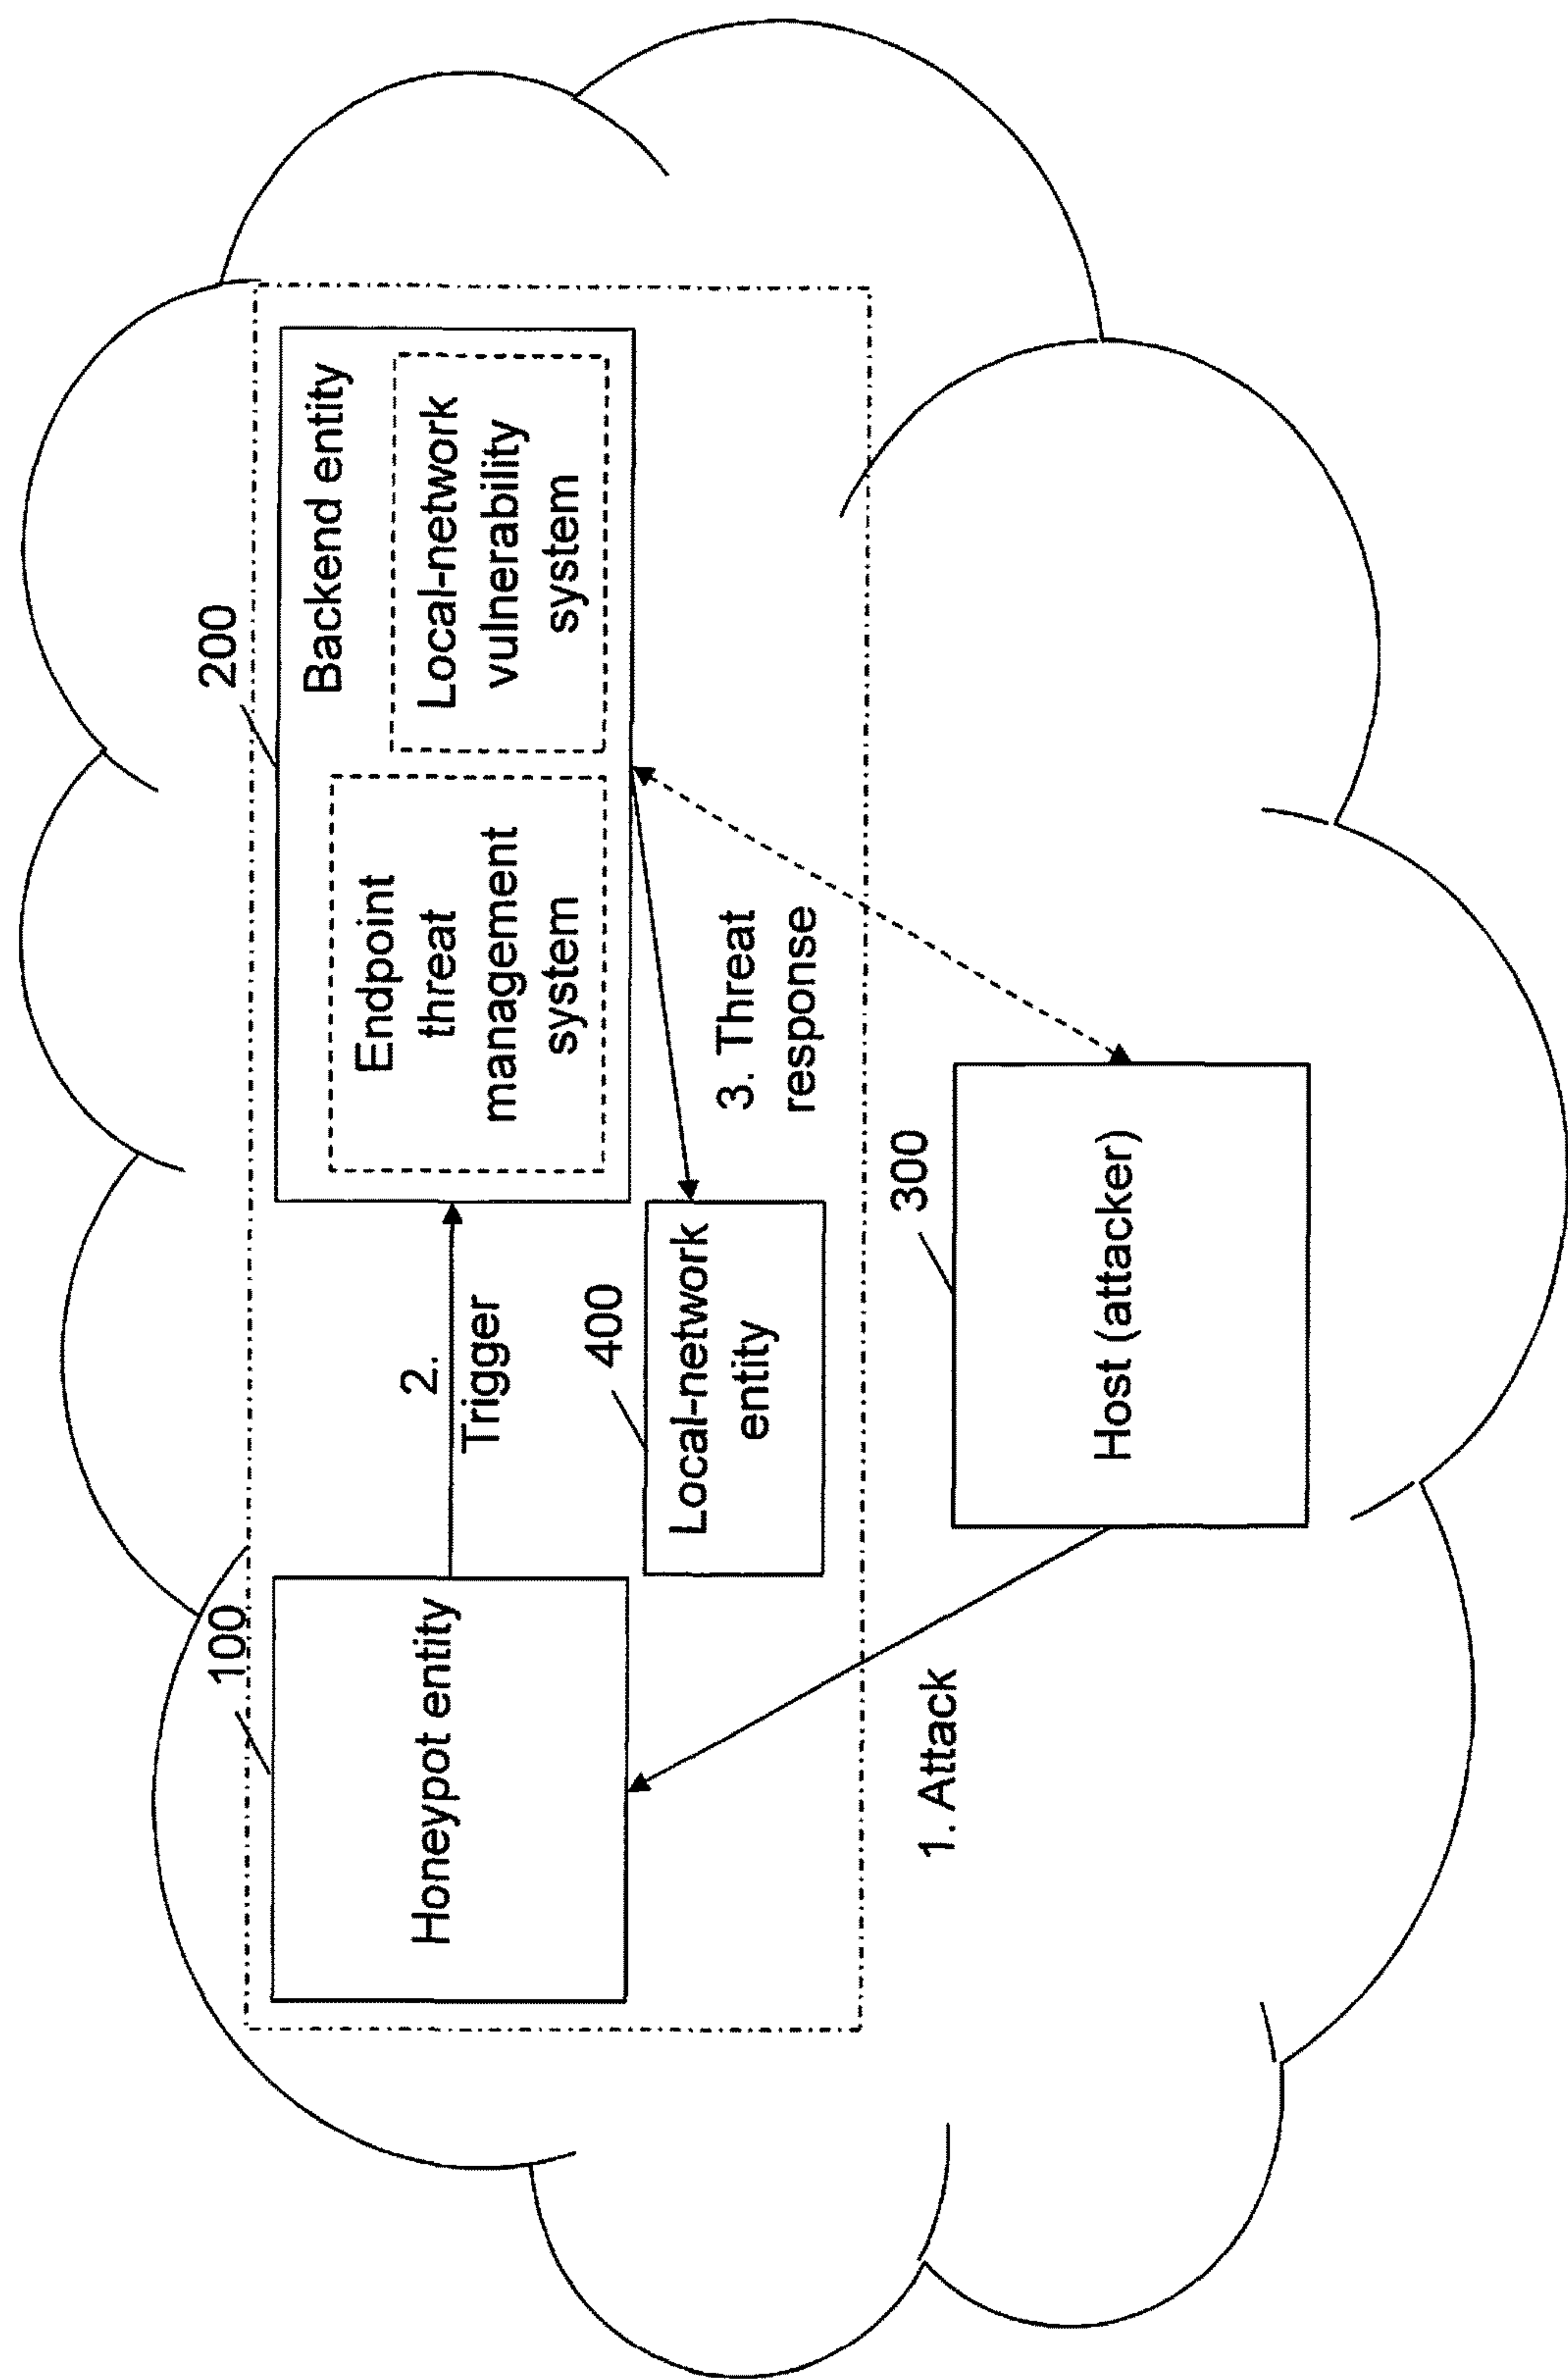 100
Honeypot entity
2.
Trigger
200
Backend entity
Endpoint
threat
management
system
Local-network
vulnerability
system
400
Local-network
entity
3. Threat
response
1. Attack
300
Host (attacker)